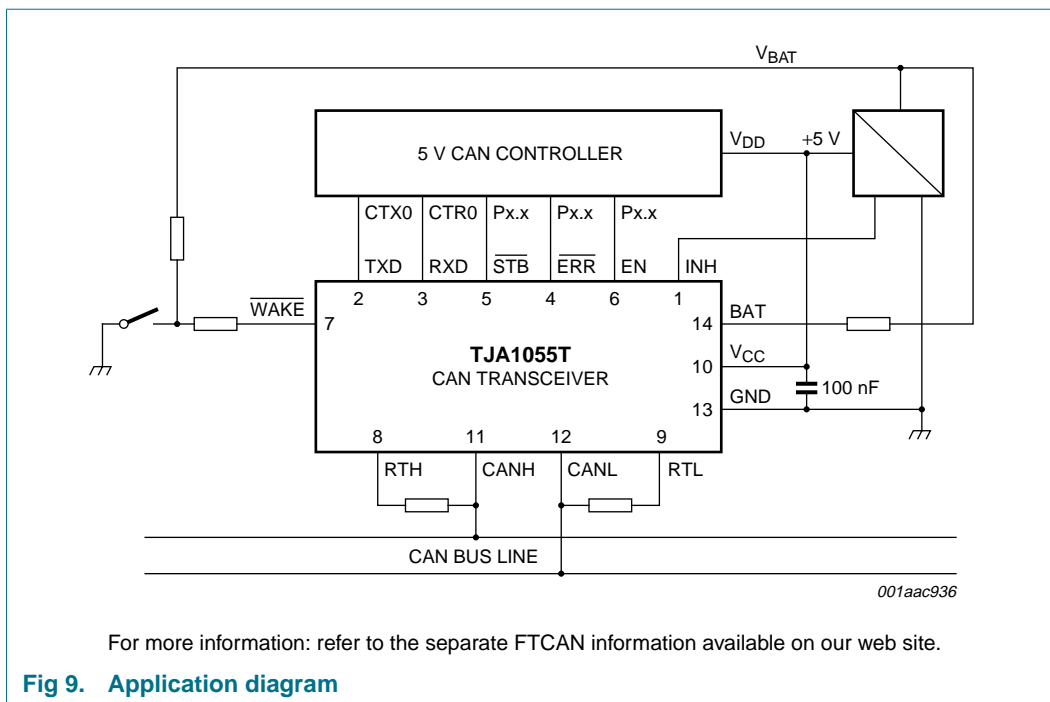 V_BAT
5 V CAN CONTROLLER
V_DD
+5 V
CTX0 CTR0 Px.x Px.x Px.x
TXD RXD S̅T̅B̅ E̅R̅R̅ EN INH
2 3 5 4 6 1
W̅A̅K̅E̅
7
14
BAT
TJA1055T
CAN TRANSCEIVER
10
V_CC
100 nF
13
GND
8 11 12 9
RTH CANH CANL RTL
CAN BUS LINE
001aac936
For more information: refer to the separate FTCAN information available on our web site.
Fig 9. Application diagram